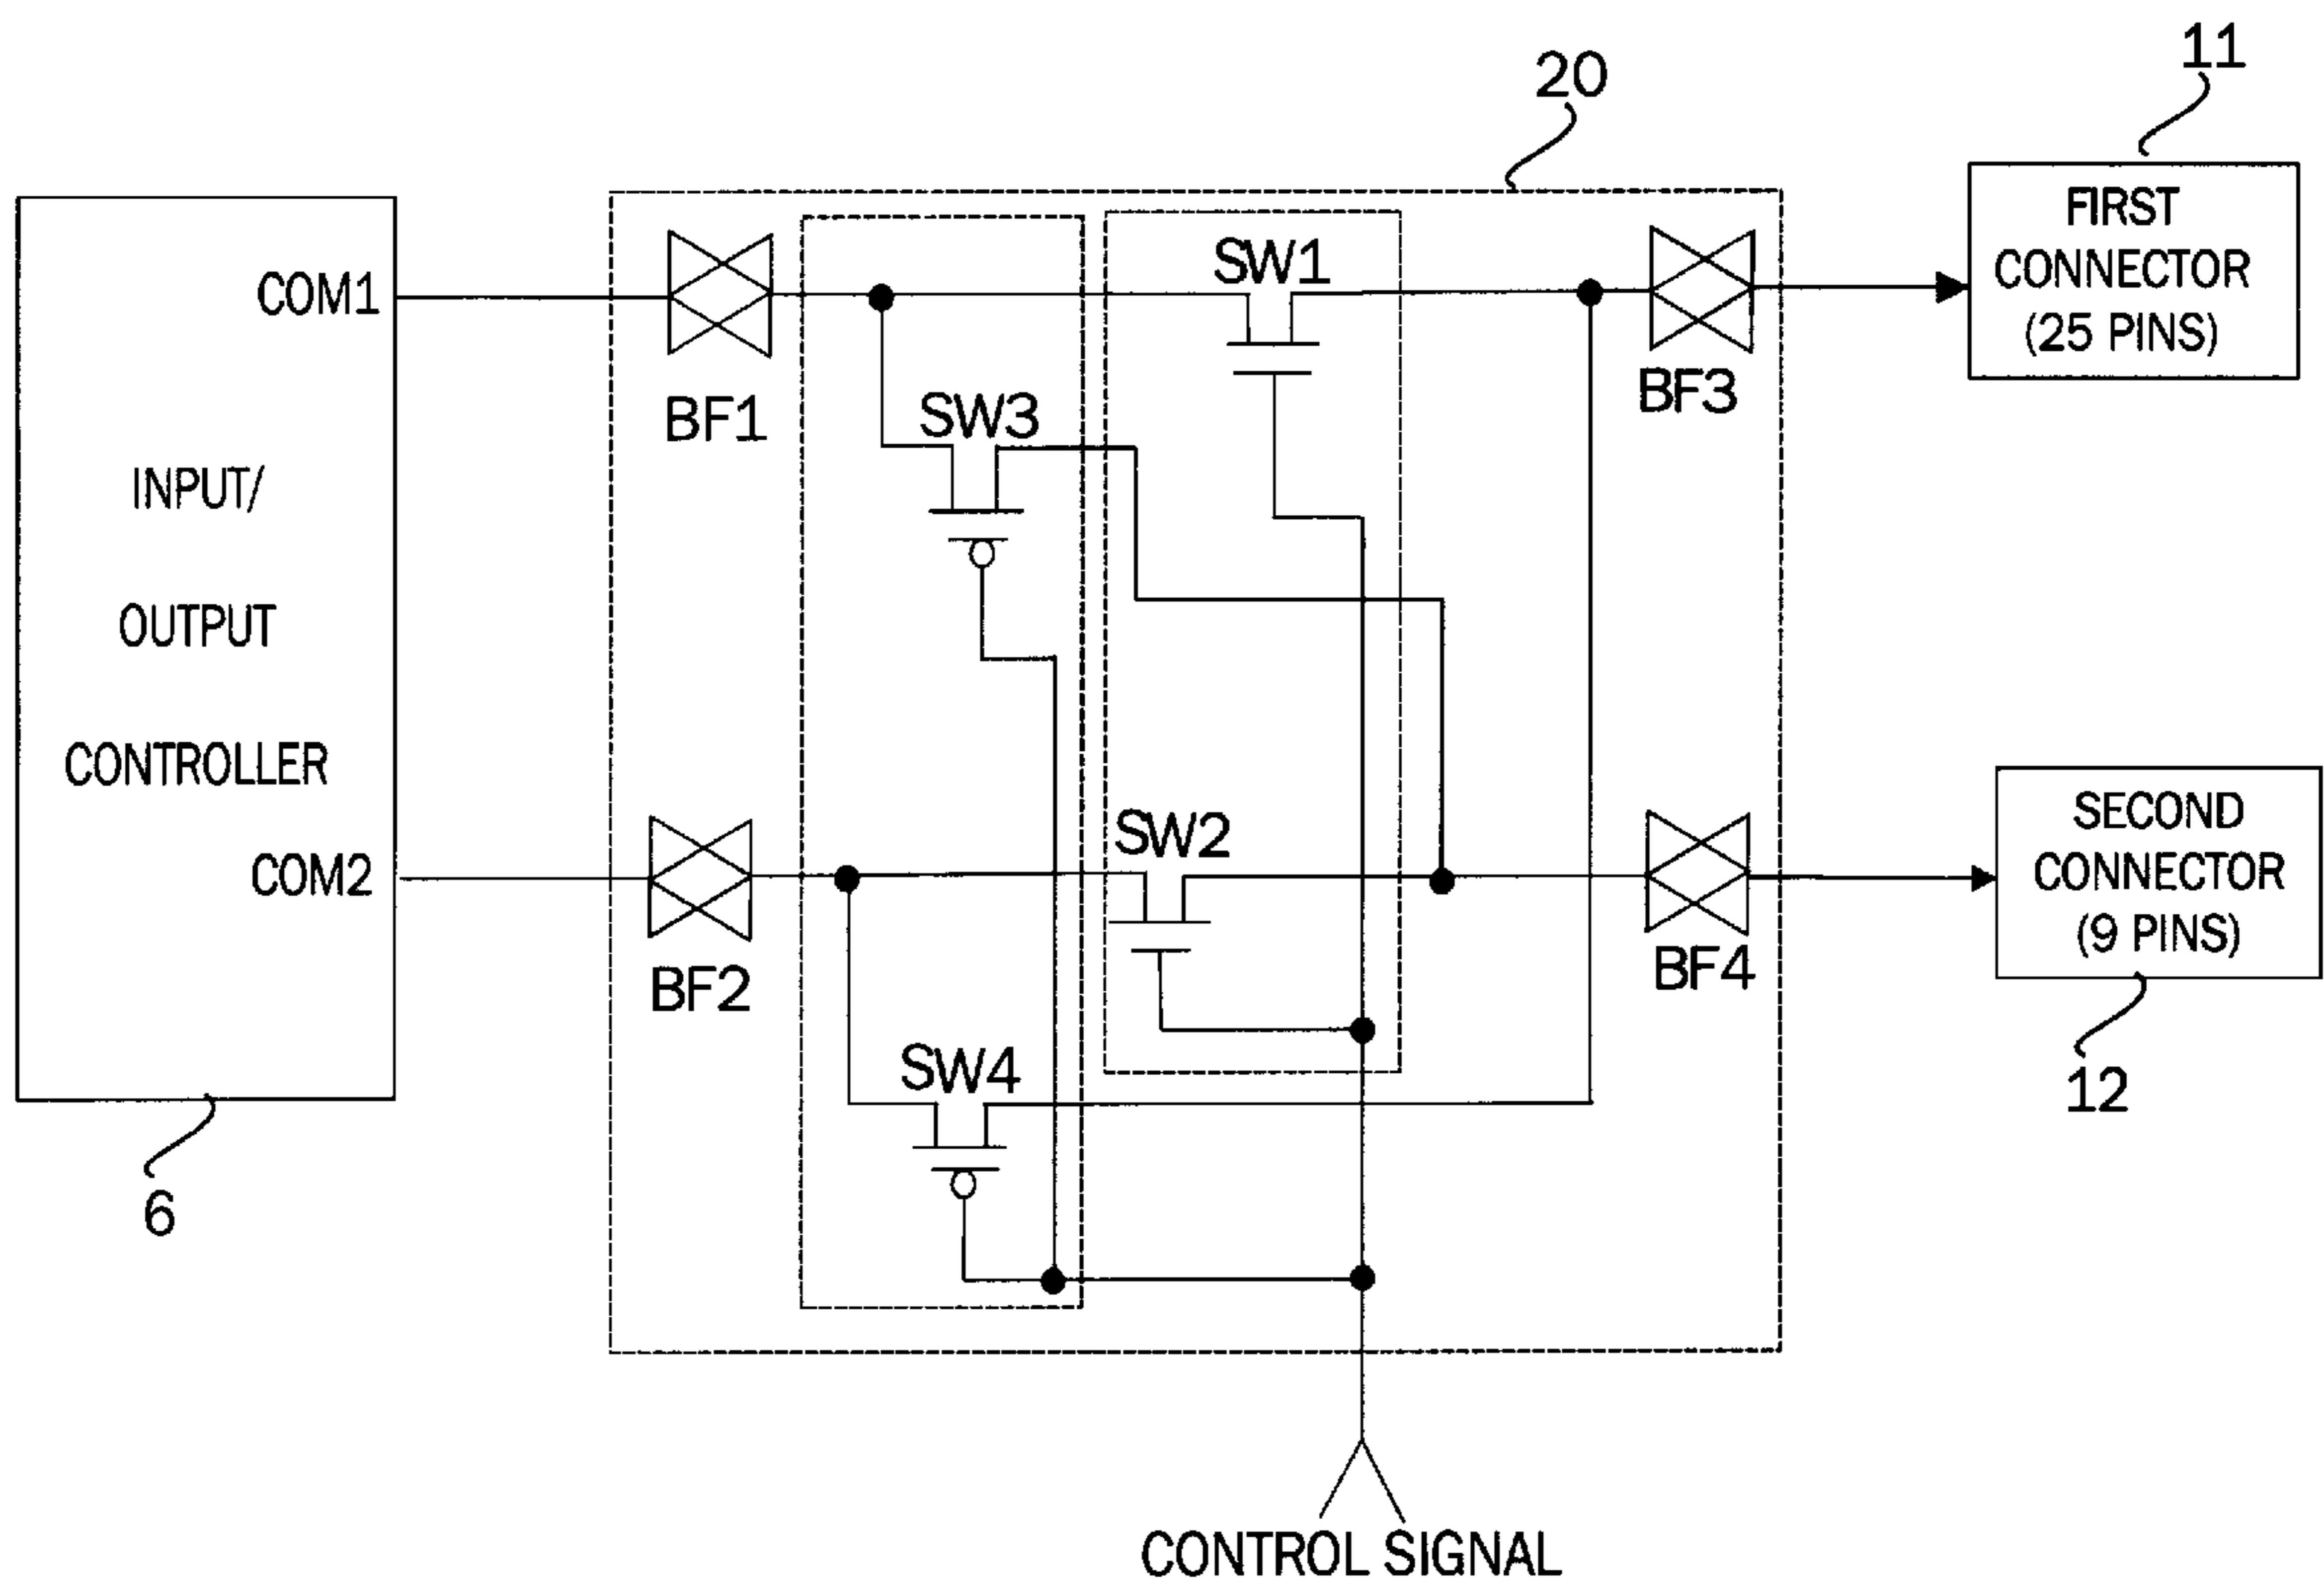 11
20
FIRST
CONNECTOR
(25 PINS)
COM1
SW1
BF1
SW3
BF3
INPUT/
OUTPUT
CONTROLLER
SECOND
CONNECTOR
(9 PINS)
COM2
SW2
BF2
BF4
SW4
12
6
CONTROL SIGNAL